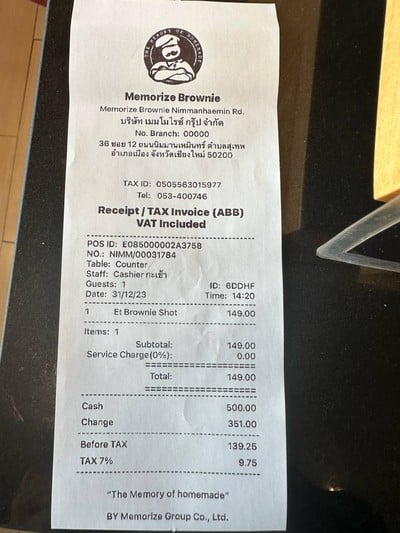 THE MEMORY OF HOMEMADE
Memorize Brownie
Memorize Brownie Nimmanhaemin Rd.
บริษัท เมมโมไรซ์ กรุ๊ป จำกัด
No. Branch: 00000
36 ซอย 12 ถนนนิมมานเหมินทร์ ตำบลสุเทพ
อำเภอเมือง จังหวัดเชียงใหม่ 50200
TAX ID: 0505563015977
Tel: 053-400746
Receipt / TAX Invoice (ABB)
VAT Included
POS ID: E085000002A3758
NO.: NIMM/00031784
Table: Counter
Staff: Cashier กะเช้า
Guests: 1 ID: 6DDHF
Date: 31/12/23 Time: 14:20
1 Et Brownie Shot 149.00
Items: 1
Subtotal: 149.00
Service Charge(0%): 0.00
Total: 149.00
Cash 500.00
Change 351.00
Before TAX 139.25
TAX 7% 9.75
"The Memory of homemade"
BY Memorize Group Co., Ltd.